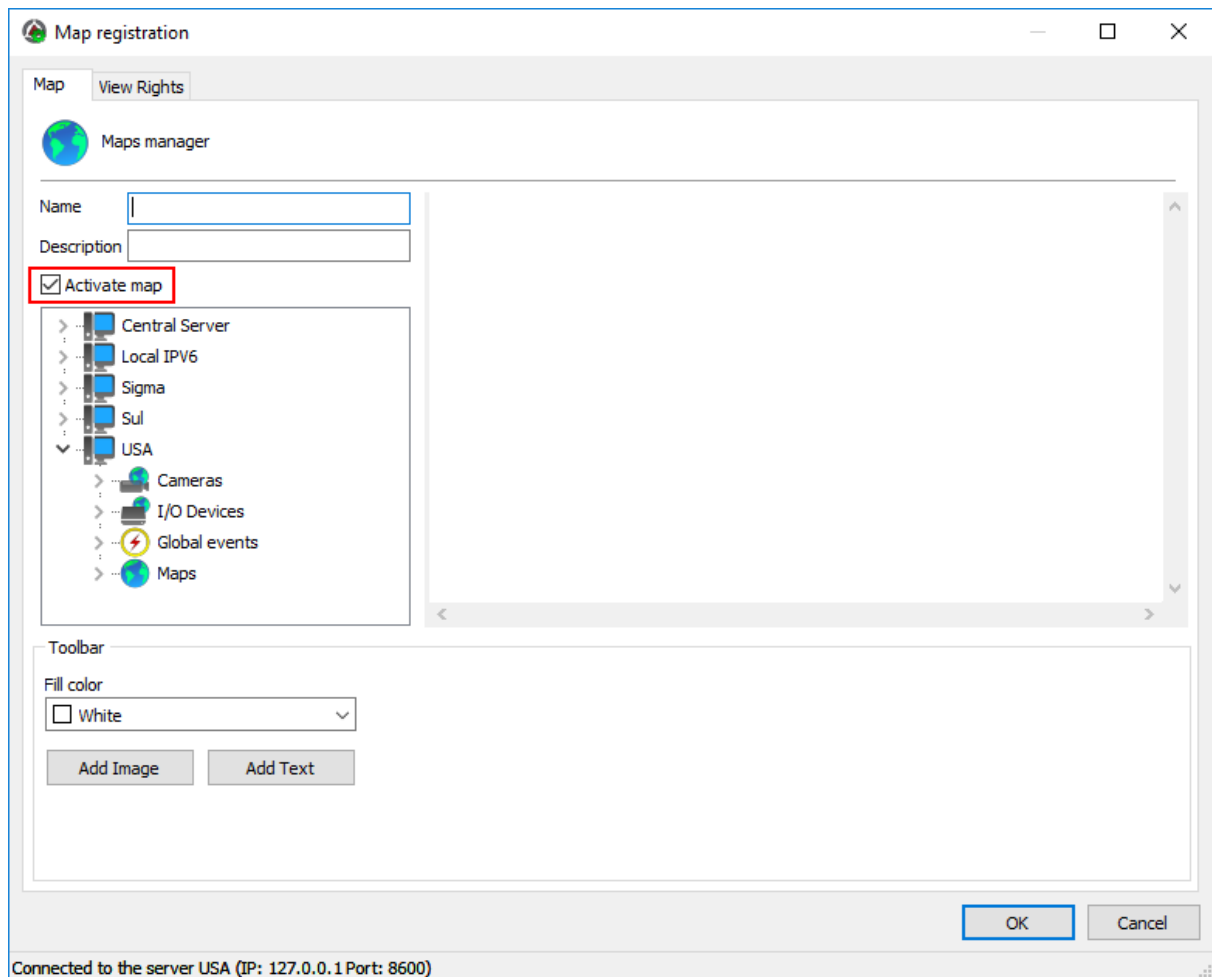 Map registration
Map
View Rights
Maps manager
Name
Description
Activate map
Central Server
Local IPV6
Sigma
Sul
USA
Cameras
I/O Devices
Global events
Maps
Toolbar
Fill color
White
Add Image
Add Text
OK
Cancel
Connected to the server USA (IP: 127.0.0.1 Port: 8600)